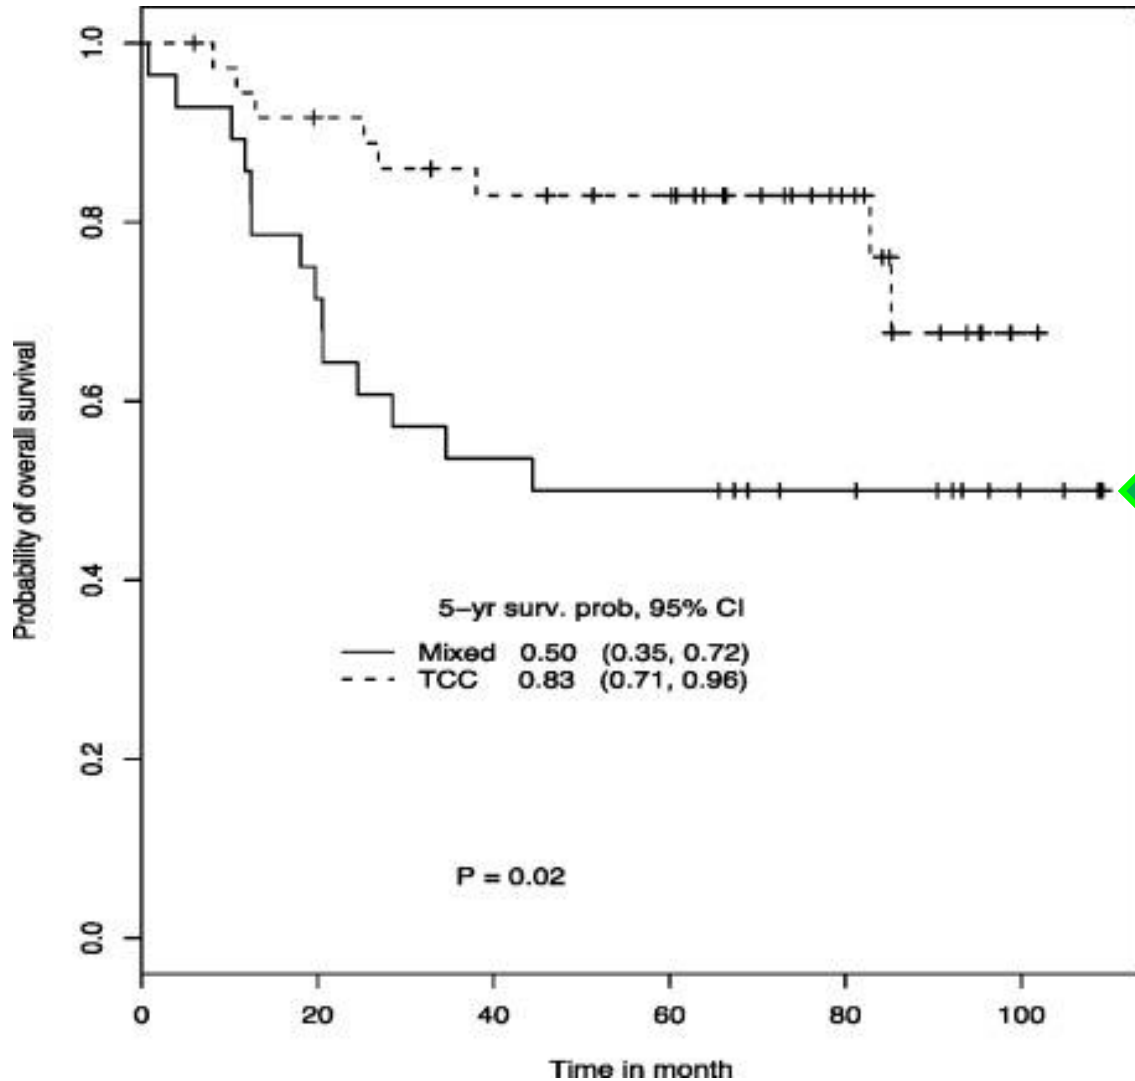 Probability of overall survival
1.0
0.8
0.6
0.4
0.2
0.0
5-yr surv. prob, 95% CI
Mixed 0.50 (0.35, 0.72)
TCC 0.83 (0.71, 0.96)
P = 0.02
0 20 40 60 80 100
Time in month